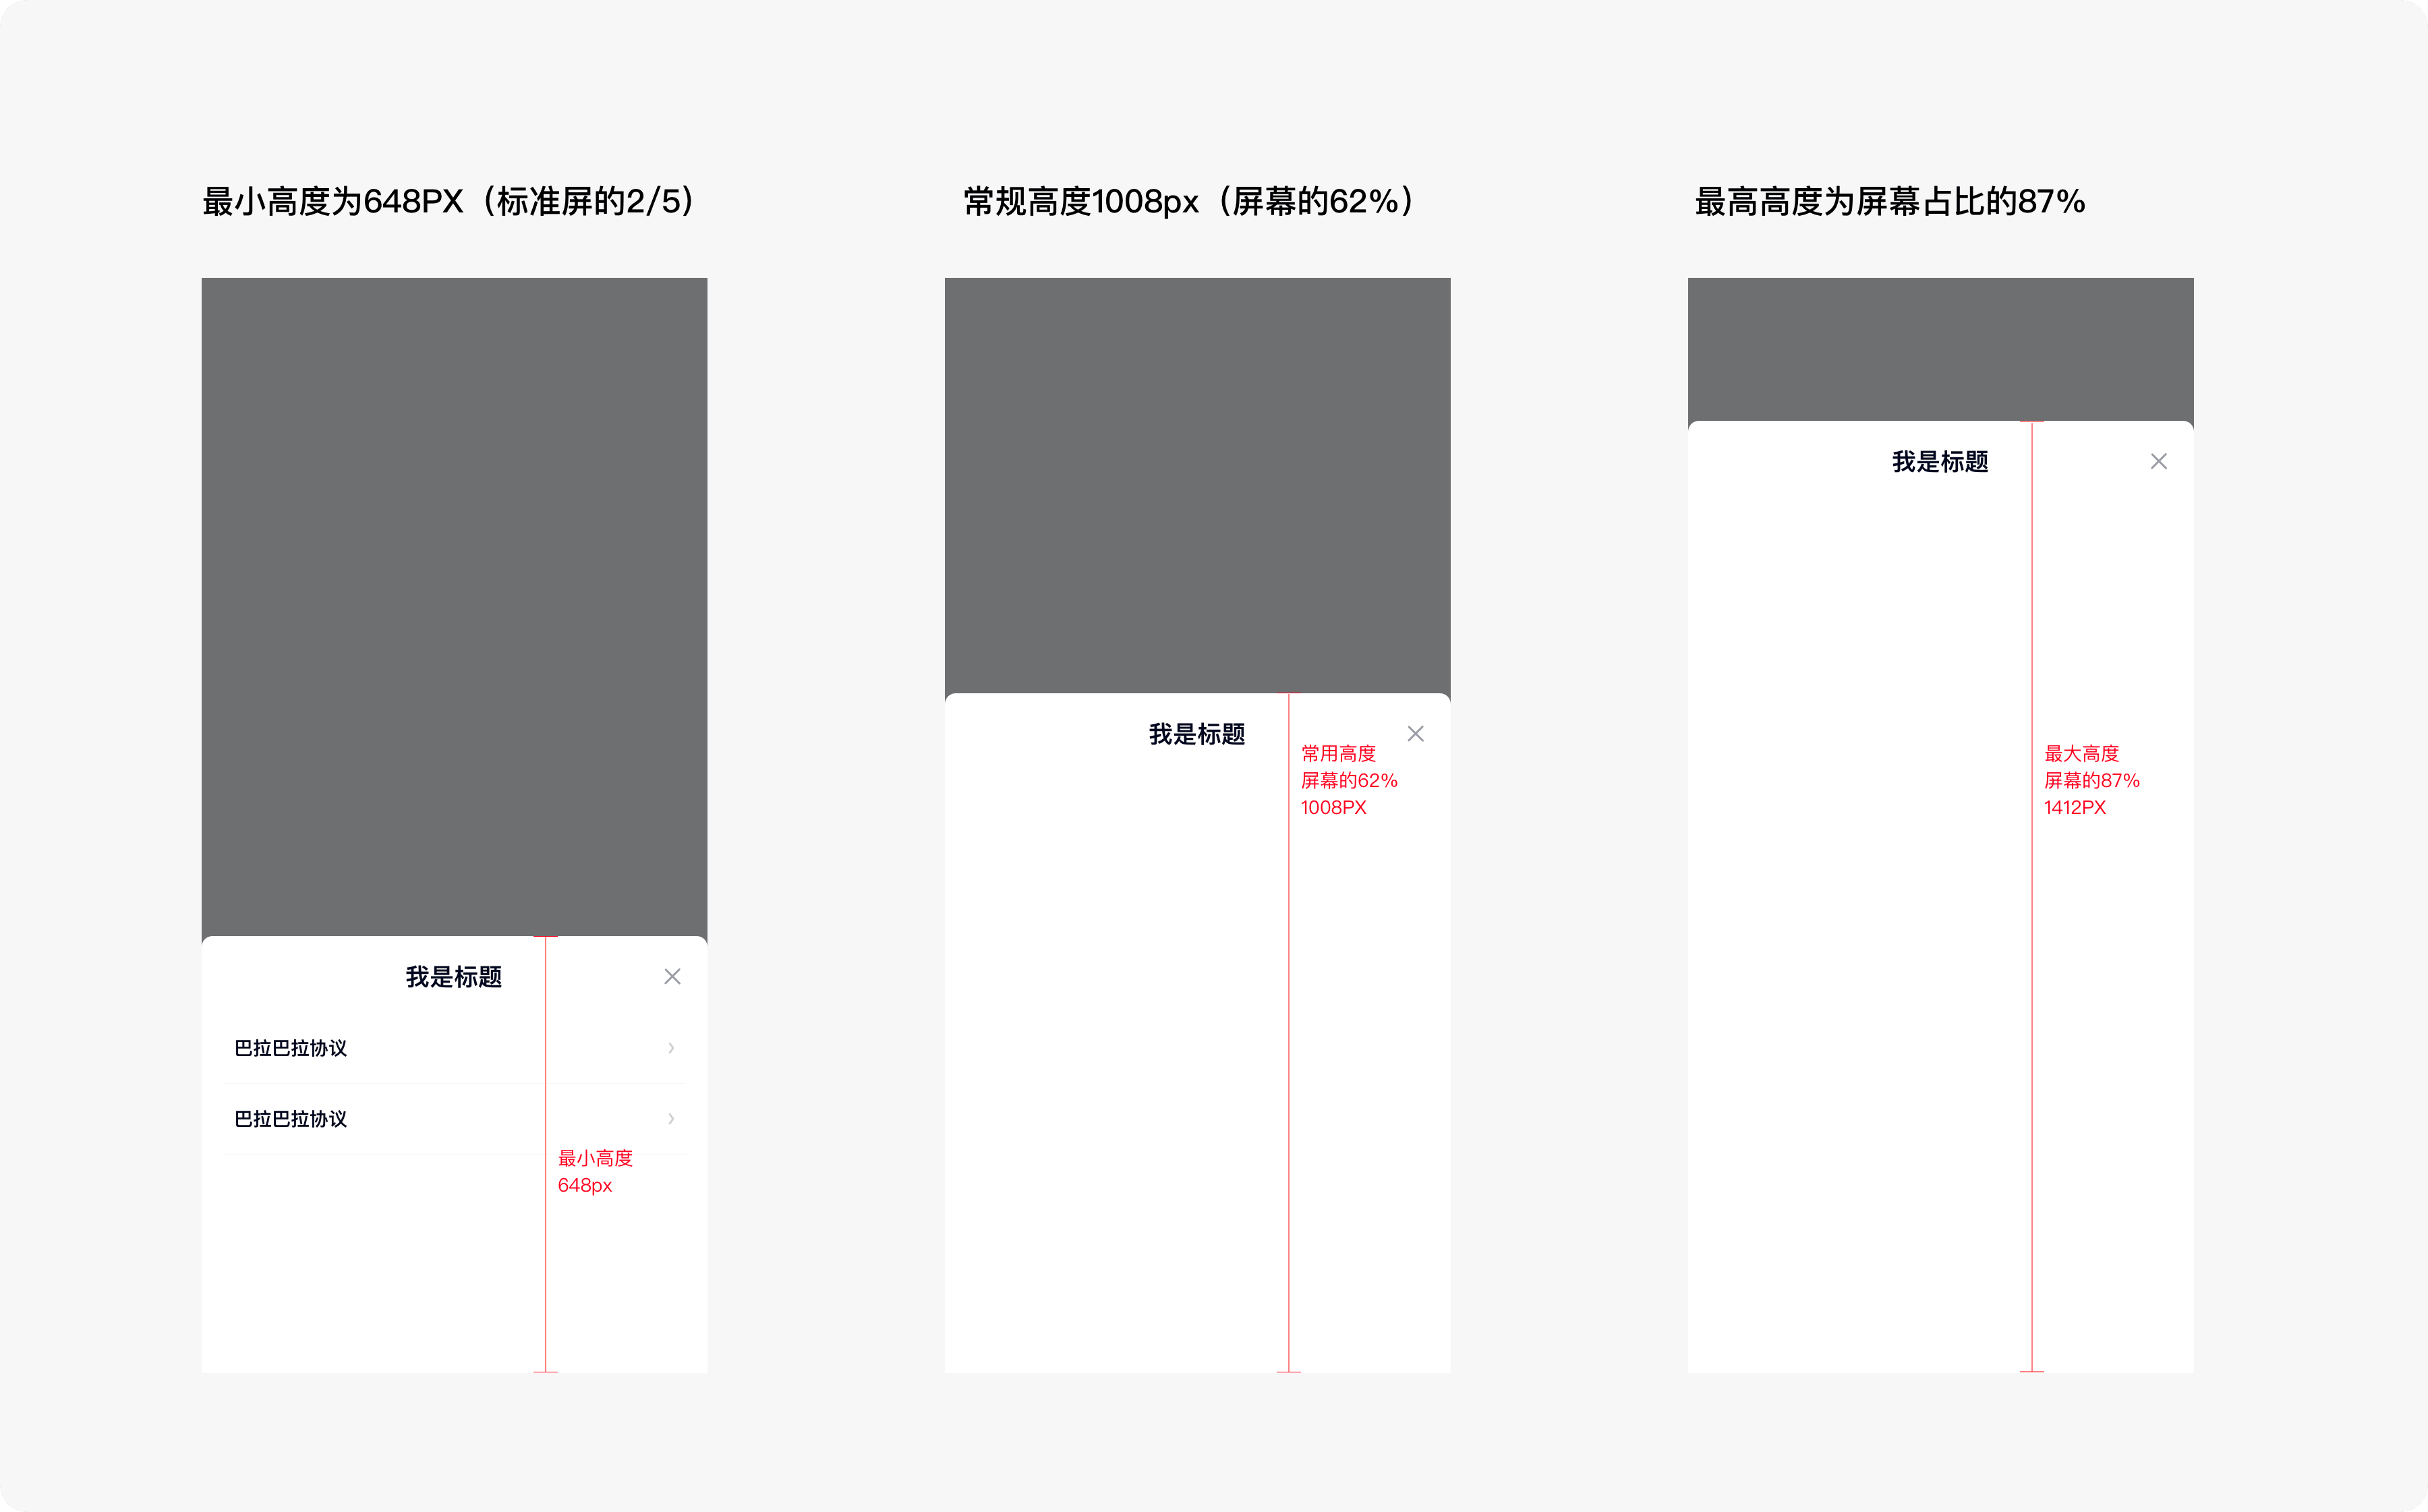 最小高度为648PX（标准屏的2/5）
我是标题
巴拉巴拉协议
巴拉巴拉协议
最小高度
648px
常规高度1008px（屏幕的62%）
我是标题
常用高度
屏幕的62%
1008PX
最高高度为屏幕占比的87%
我是标题
最大高度
屏幕的87%
1412PX